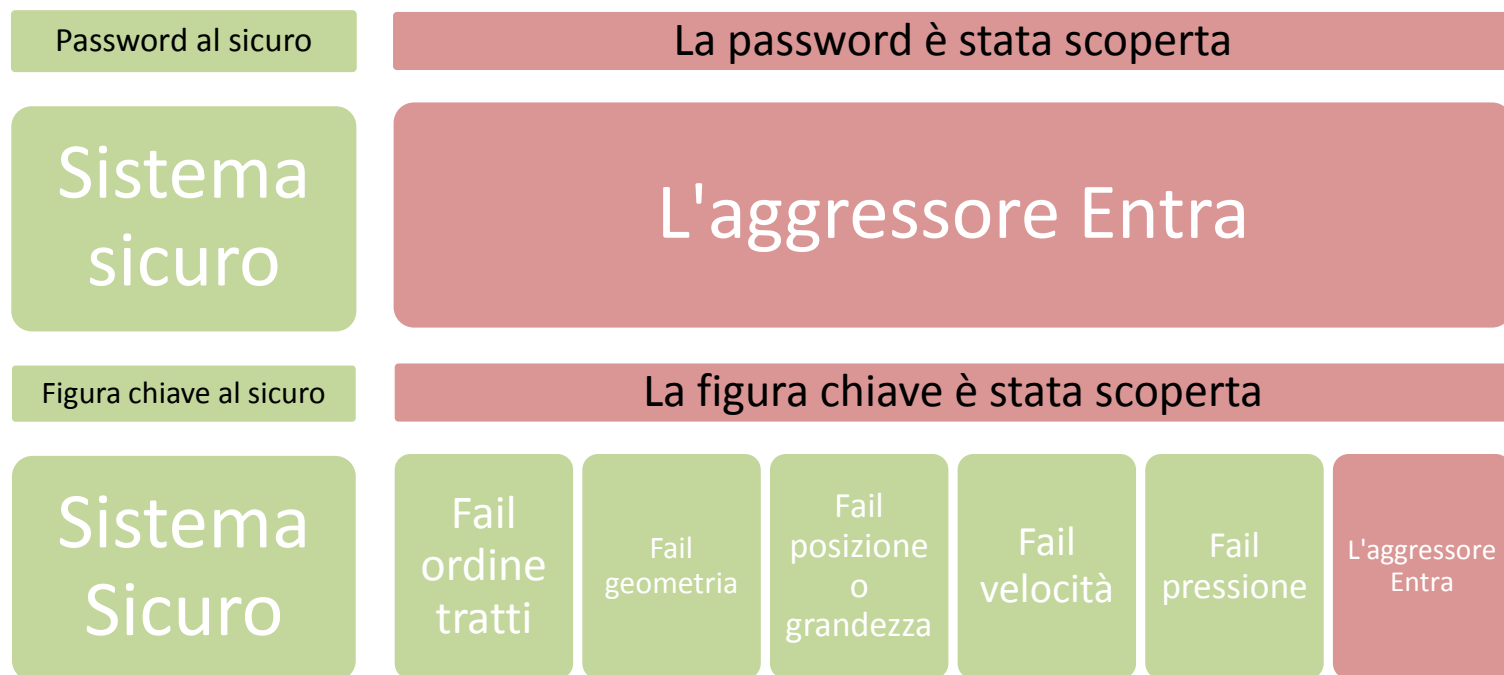 Password al sicuro
La password è stata scoperta
Sistema
sicuro
L'aggressore Entra
Figura chiave al sicuro
La figura chiave è stata scoperta
Sistema
Sicuro
Fail
ordine
tratti
Fail
geometria
Fail
posizione
o
grandezza
Fail
velocità
Fail
pressione
L'aggressore
Entra